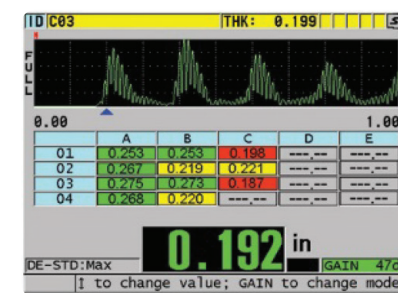 ID C03 THK: 0.199
FULL
0.00 1.00
A B C D E
01 0.253 0.253 0.198 ---.-- ---.--
02 0.267 0.219 0.221 ---.-- ---.--
03 0.275 0.273 0.187 ---.-- ---.--
04 0.268 0.220 ---.-- ---.-- ---.--
0.192 in
DE-STD:Max GAIN 47
to change value; GAIN to change mode